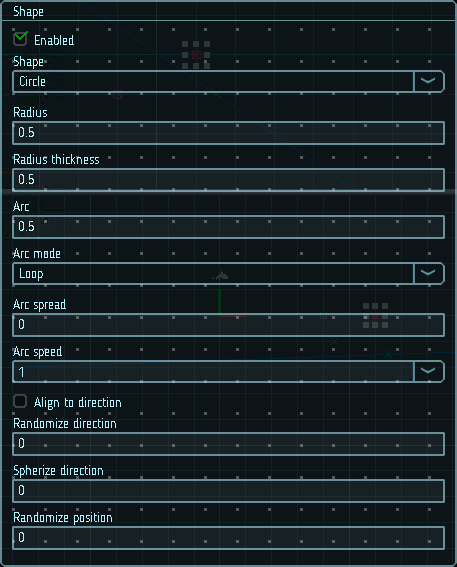 Shape
Enabled
Shape
Circle
Radius
0.5
Radius thickness
0.5
Arc
0.5
Arc mode
Loop
Arc spread
0
Arc speed
1
Align to direction
Randomize direction
0
Spherize direction
0
Randomize position
0